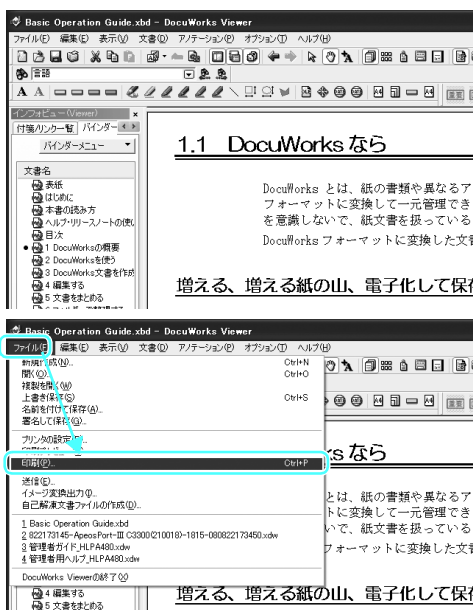 Basic Operation Guide.xbd - DocuWorks Viewer
ファイル(F) 編集(E) 表示(V) 文書(D) アノテーション(P) オプション(T) ヘルプ(H)
言語
A A
インフォビュー(Viewer)
付箋/リンク一覧 バインダー
バインダーメニュー
文書名
表紙
はじめに
本書の読み方
ヘルプ・リリースノートの使い
目次
1 DocuWorksの概要
2 DocuWorksを使う
3 DocuWorks文書を作成
4 編集する
5 文書をまとめる
1.1 DocuWorks なら
DocuWorks とは、紙の書類や異なるア
フォーマットに変換して一元管理でき
を意識しないで、紙文書を扱っている
DocuWorks フォーマットに変換した文書
増える、増える紙の山、電子化して保存
Basic Operation Guide.xbd - DocuWorks Viewer
ファイル(F) 編集(E) 表示(V) 文書(D) アノテーション(P) オプション(T) ヘルプ(H)
新規作成(N)... Ctrl+N
開く(O)... Ctrl+O
複製を開く(W)
上書き保存(S) Ctrl+S
名前を付けて保存(A)...
署名して保存(G)...
プリンタの設定
印刷(P)... Ctrl+P
送信(E)...
イメージ変換出力(I)...
自己解凍文書ファイルの作成(D)...
1 Basic Operation Guide.xbd
2 822173145-ApeosPort-III C3300(210018)-1815-080822173450.xdw
3 管理者ガイド_HLPA480.xdw
4 管理者用ヘルプ_HLPA480.xdw
DocuWorks Viewerの終了(X)
4 編集する
5 文書をまとめる
ks なら
とは、紙の書類や異なるア
トに変換して一元管理でき
いで、紙文書を扱っている
フォーマットに変換した文書
増える、増える紙の山、電子化して保存